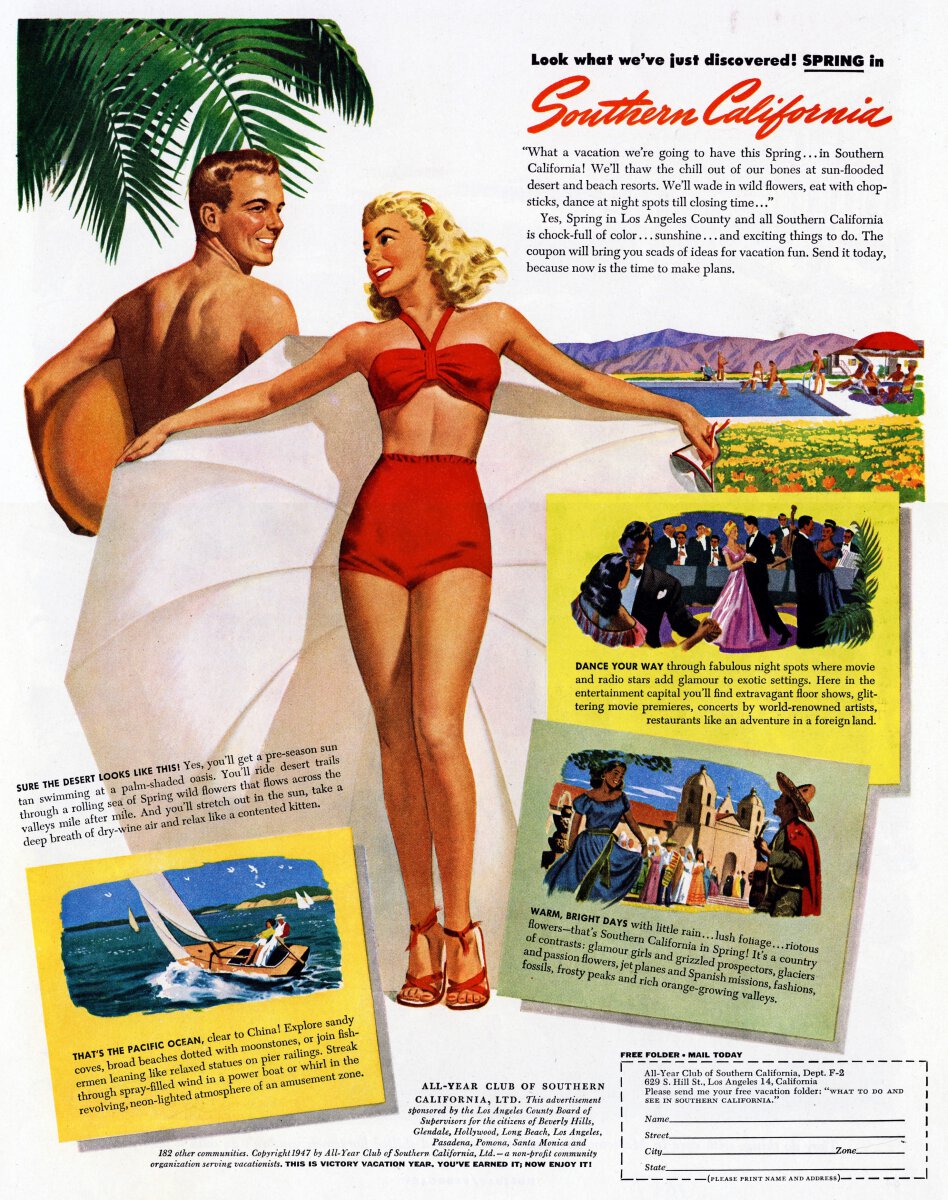 Look what we've just discovered! SPRING in
Southern California
“What a vacation we're going to have this Spring...in Southern
California! We'll thaw the chill out of our bones at sun-flooded
desert and beach resorts. We'll wade in wild flowers, eat with chop-
sticks, dance at night spots till closing time...”
Yes, Spring in Los Angeles County and all Southern California
is chock-full of color...sunshine...and exciting things to do. The
coupon will bring you scads of ideas for vacation fun. Send it today,
because now is the time to make plans.
DANCE YOUR WAY through fabulous night spots where movie
and radio stars add glamour to exotic settings. Here in the
entertainment capital you'll find extravagant floor shows, glit-
tering movie premieres, concerts by world-renowned artists,
restaurants like an adventure in a foreign land.
SURE THE DESERT LOOKS LIKE THIS! Yes, you'll get a pre-season sun
tan swimming at a palm-shaded oasis. You'll ride desert trails
through a rolling sea of Spring wild flowers that flows across the
valleys mile after mile. And you'll stretch out in the sun, take a
deep breath of dry-wine air and relax like a contented kitten.
WARM, BRIGHT DAYS with little rain...lush foliage...riotous
flowers—that's Southern California in Spring! It's a country
of contrasts: glamour girls and grizzled prospectors, glaciers
and passion flowers, jet planes and Spanish missions, fashions,
fossils, frosty peaks and rich orange-growing valleys.
THAT'S THE PACIFIC OCEAN, clear to China! Explore sandy
coves, broad beaches dotted with moonstones, or join fish-
ermen leaning like relaxed statues on pier railings. Streak
through spray-filled wind in a power boat or whirl in the
revolving, neon-lighted atmosphere of an amusement zone.
ALL-YEAR CLUB OF SOUTHERN
CALIFORNIA, LTD. This advertisement
sponsored by the Los Angeles County Board of
Supervisors for the citizens of Beverly Hills,
Glendale, Hollywood, Long Beach, Los Angeles,
Pasadena, Pomona, Santa Monica and
182 other communities. Copyright 1947 by All-Year Club of Southern California, Ltd.—a non-profit community
organization serving vacationists. THIS IS VICTORY VACATION YEAR. YOU'VE EARNED IT; NOW ENJOY IT!
FREE FOLDER • MAIL TODAY
All-Year Club of Southern California, Dept. F-2
629 S. Hill St., Los Angeles 14, California
Please send me your free vacation folder: “WHAT TO DO AND
SEE IN SOUTHERN CALIFORNIA.”
Name
Street
City Zone
State
(PLEASE PRINT NAME AND ADDRESS)